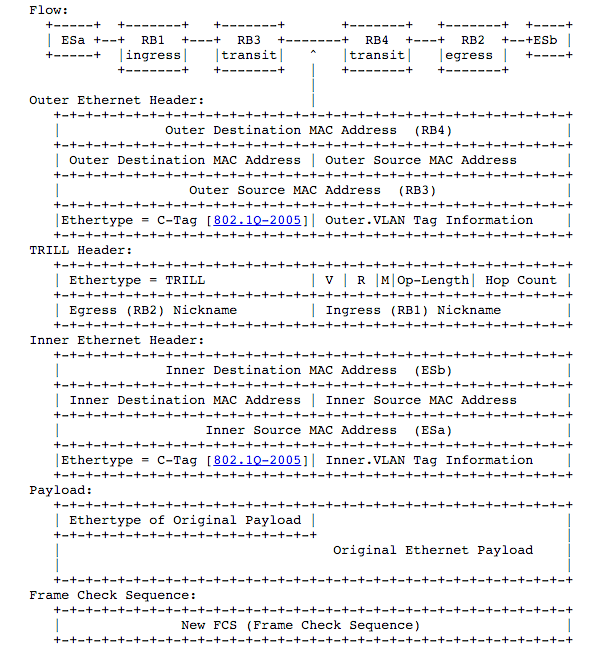 Flow:
+-----+  +-------+   +-------+       +-------+   +-------+  +----+
| ESa +--+  RB1  +---+  RB3  +-------+  RB4  +---+  RB2  +--+ESb |
+-----+  |ingress|   |transit|   ^   |transit|   |egress |  +----+
+-------+   +-------+   |   +-------+   +-------+
|
Outer Ethernet Header:            |
+-+-+-+-+-+-+-+-+-+-+-+-+-+-+-+-+-+-+-+-+-+-+-+-+-+-+-+-+-+-+-+-+
|             Outer Destination MAC Address  (RB4)              |
+-+-+-+-+-+-+-+-+-+-+-+-+-+-+-+-+-+-+-+-+-+-+-+-+-+-+-+-+-+-+-+-+
| Outer Destination MAC Address | Outer Source MAC Address      |
+-+-+-+-+-+-+-+-+-+-+-+-+-+-+-+-+-+-+-+-+-+-+-+-+-+-+-+-+-+-+-+-+
|                Outer Source MAC Address  (RB3)                |
+-+-+-+-+-+-+-+-+-+-+-+-+-+-+-+-+-+-+-+-+-+-+-+-+-+-+-+-+-+-+-+-+
|Ethertype = C-Tag [802.1Q-2005]| Outer.VLAN Tag Information    |
+-+-+-+-+-+-+-+-+-+-+-+-+-+-+-+-+-+-+-+-+-+-+-+-+-+-+-+-+-+-+-+-+
TRILL Header:
+-+-+-+-+-+-+-+-+-+-+-+-+-+-+-+-+-+-+-+-+-+-+-+-+-+-+-+-+-+-+-+-+
| Ethertype = TRILL             | V | R |M|Op-Length| Hop Count |
+-+-+-+-+-+-+-+-+-+-+-+-+-+-+-+-+-+-+-+-+-+-+-+-+-+-+-+-+-+-+-+-+
| Egress (RB2) Nickname         | Ingress (RB1) Nickname        |
+-+-+-+-+-+-+-+-+-+-+-+-+-+-+-+-+-+-+-+-+-+-+-+-+-+-+-+-+-+-+-+-+
Inner Ethernet Header:
+-+-+-+-+-+-+-+-+-+-+-+-+-+-+-+-+-+-+-+-+-+-+-+-+-+-+-+-+-+-+-+-+
|             Inner Destination MAC Address  (ESb)              |
+-+-+-+-+-+-+-+-+-+-+-+-+-+-+-+-+-+-+-+-+-+-+-+-+-+-+-+-+-+-+-+-+
| Inner Destination MAC Address | Inner Source MAC Address      |
+-+-+-+-+-+-+-+-+-+-+-+-+-+-+-+-+-+-+-+-+-+-+-+-+-+-+-+-+-+-+-+-+
|                  Inner Source MAC Address  (ESa)              |
+-+-+-+-+-+-+-+-+-+-+-+-+-+-+-+-+-+-+-+-+-+-+-+-+-+-+-+-+-+-+-+-+
|Ethertype = C-Tag [802.1Q-2005]| Inner.VLAN Tag Information    |
+-+-+-+-+-+-+-+-+-+-+-+-+-+-+-+-+-+-+-+-+-+-+-+-+-+-+-+-+-+-+-+-+
Payload:
+-+-+-+-+-+-+-+-+-+-+-+-+-+-+-+-+-+-+-+-+-+-+-+-+-+-+-+-+-+-+-+-+
| Ethertype of Original Payload |                               |
+-+-+-+-+-+-+-+-+-+-+-+-+-+-+-+-+                               |
|                                  Original Ethernet Payload    |
|                                                               |
+-+-+-+-+-+-+-+-+-+-+-+-+-+-+-+-+-+-+-+-+-+-+-+-+-+-+-+-+-+-+-+-+
Frame Check Sequence:
+-+-+-+-+-+-+-+-+-+-+-+-+-+-+-+-+-+-+-+-+-+-+-+-+-+-+-+-+-+-+-+-+
|               New FCS (Frame Check Sequence)                  |
+-+-+-+-+-+-+-+-+-+-+-+-+-+-+-+-+-+-+-+-+-+-+-+-+-+-+-+-+-+-+-+-+